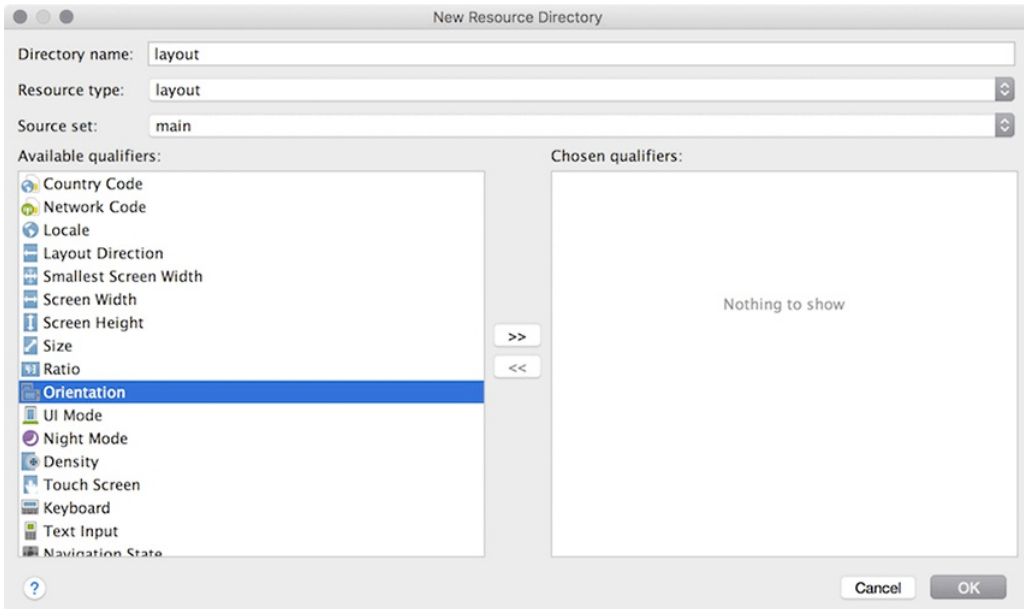 New Resource Directory
Directory name: layout
Resource type: layout
Source set: main
Available qualifiers:
Country Code
Network Code
Locale
Layout Direction
Smallest Screen Width
Screen Width
Screen Height
Size
Ratio
Orientation
UI Mode
Night Mode
Density
Touch Screen
Keyboard
Text Input
Navigation State
>>
<<
Chosen qualifiers:
Nothing to show
?
Cancel
OK